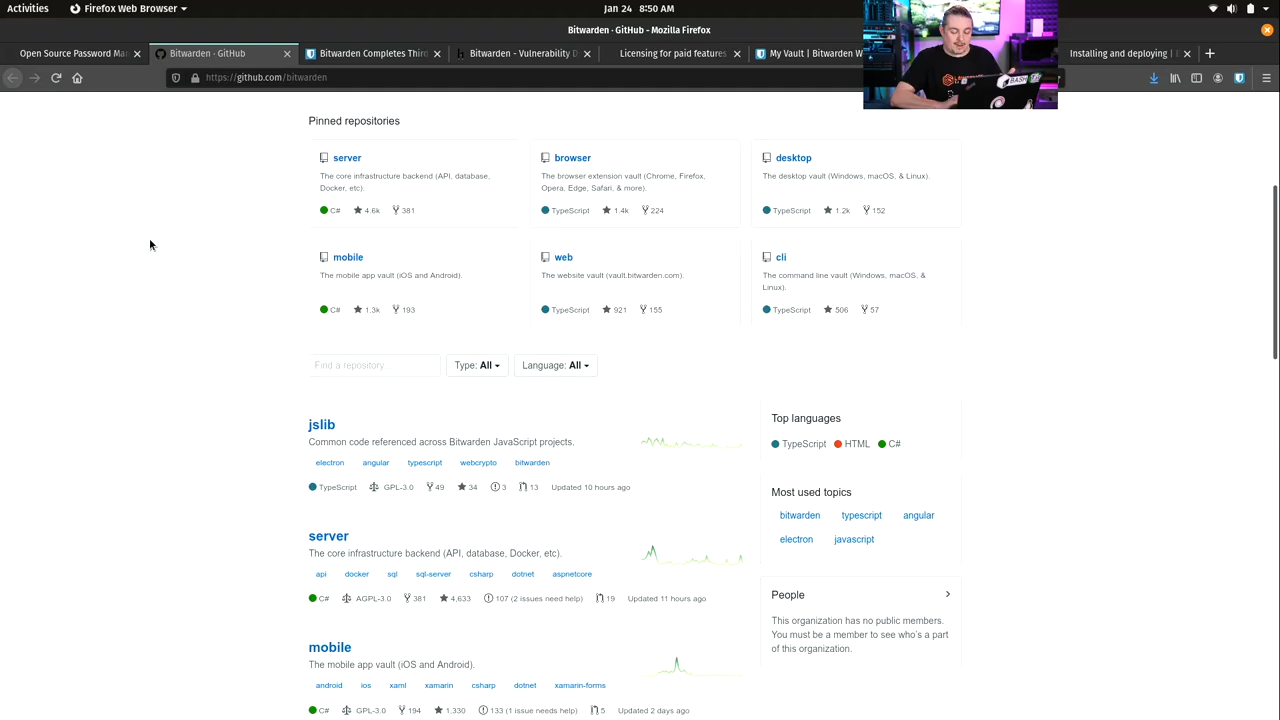 Activities Firefox Web Browser Jan 24 8:50 AM
Bitwarden · GitHub - Mozilla Firefox
Open Source Password Man Bitwarden · GitHub Bitwarden Completes Third-p Bitwarden - Vulnerability D Licensing for paid features My Vault | Bitwarden W Installing and deploying |
https://github.com/bitwarden
BASH
Pinned repositories
server
The core infrastructure backend (API, database,
Docker, etc).
C# 4.6k 381
browser
The browser extension vault (Chrome, Firefox,
Opera, Edge, Safari, & more).
TypeScript 1.4k 224
desktop
The desktop vault (Windows, macOS, & Linux).
TypeScript 1.2k 152
mobile
The mobile app vault (iOS and Android).
C# 1.3k 193
web
The website vault (vault.bitwarden.com).
TypeScript 921 155
cli
The command line vault (Windows, macOS, &
Linux).
TypeScript 506 57
Find a repository...
Type: All
Language: All
jslib
Common code referenced across Bitwarden JavaScript projects.
electron angular typescript webcrypto bitwarden
TypeScript GPL-3.0 49 34 3 13 Updated 10 hours ago
server
The core infrastructure backend (API, database, Docker, etc).
api docker sql sql-server csharp dotnet aspnetcore
C# AGPL-3.0 381 4,633 107 (2 issues need help) 19 Updated 11 hours ago
mobile
The mobile app vault (iOS and Android).
android ios xaml xamarin csharp dotnet xamarin-forms
C# GPL-3.0 194 1,330 133 (1 issue needs help) 5 Updated 2 days ago
Top languages
TypeScript HTML C#
Most used topics
bitwarden typescript angular
electron javascript
People
This organization has no public members.
You must be a member to see who's a part
of this organization.